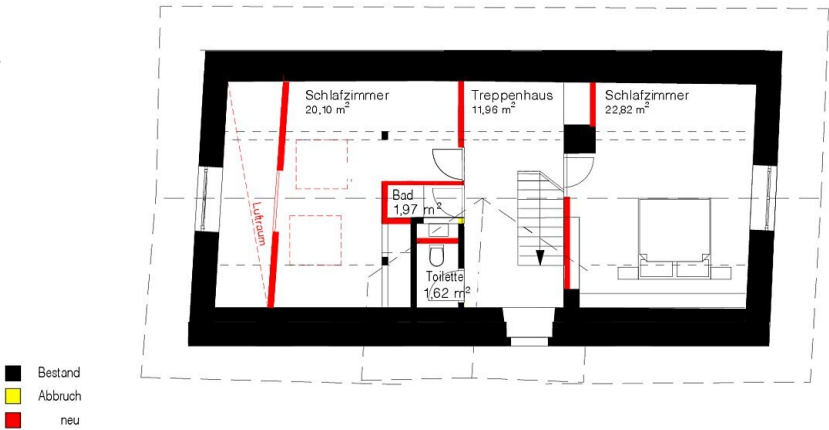 Schlafzimmer
20,10 m²
Treppenhaus
11,96 m²
Schlafzimmer
22,82 m²
Bad
1,97 m²
Luftraum
Toilette
1,62 m²
Bestand
Abbruch
neu